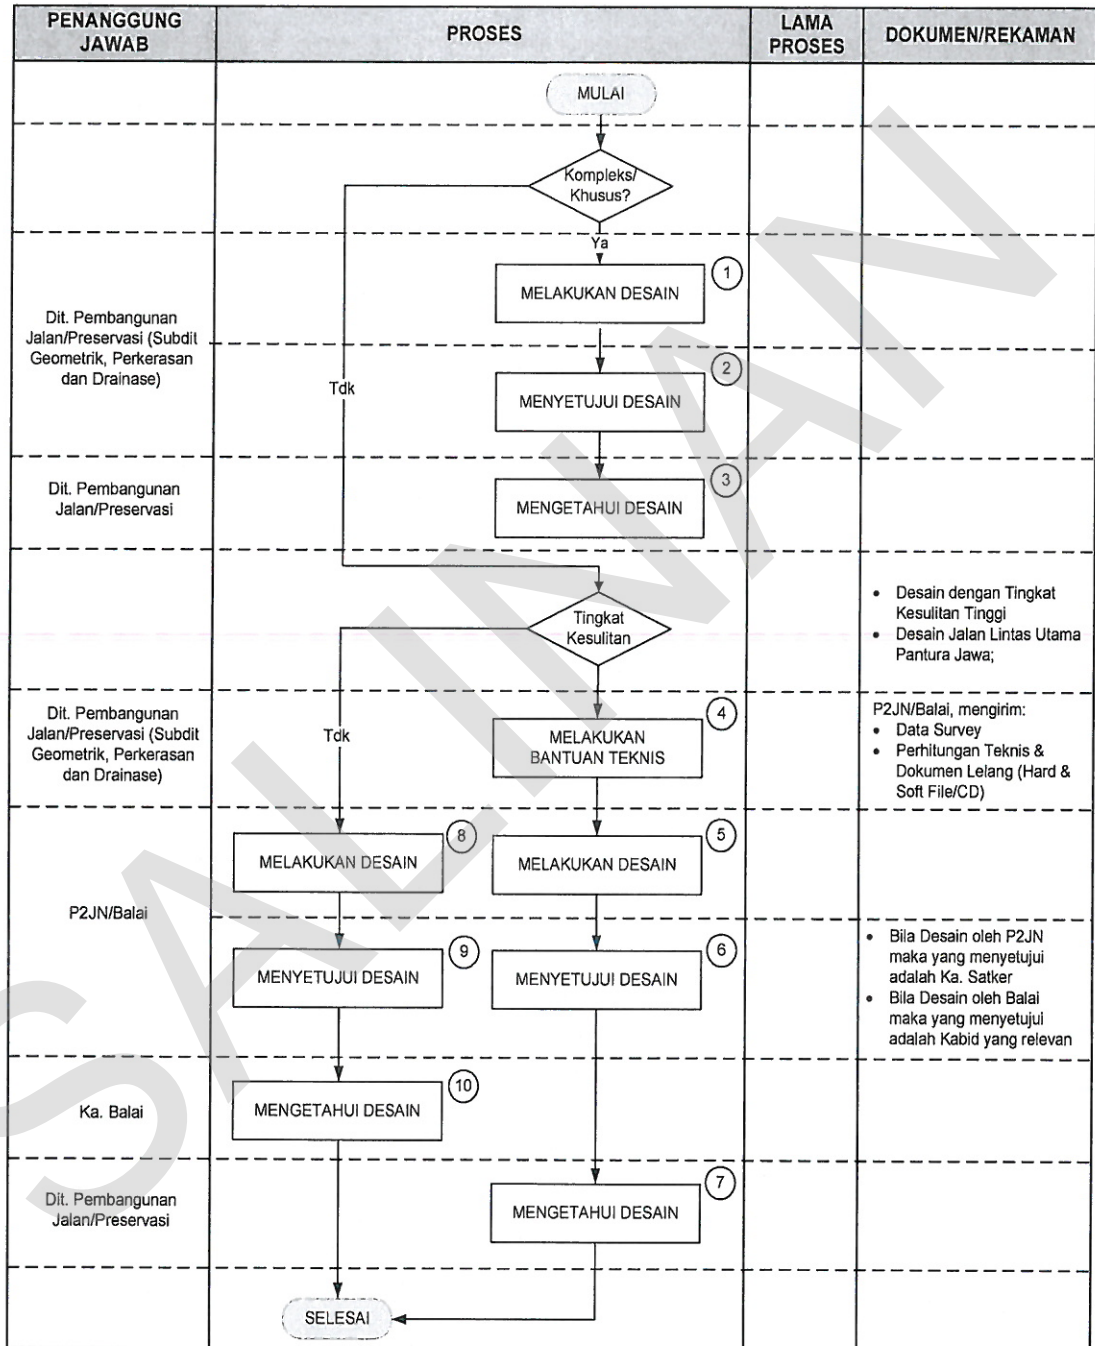 PENANGGUNG
JAWAB
PROSES
LAMA
PROSES
DOKUMEN/REKAMAN
MULAI
Kompleks/
Khusus?
Ya
Tdk
Dit. Pembangunan
Jalan/Preservasi (Subdit
Geometrik, Perkerasan
dan Drainase)
MELAKUKAN DESAIN
1
MENYETUJUI DESAIN
2
Dit. Pembangunan
Jalan/Preservasi
MENGETAHUI DESAIN
3
Tingkat
Kesulitan
• Desain dengan Tingkat
Kesulitan Tinggi
• Desain Jalan Lintas Utama
Pantura Jawa;
Dit. Pembangunan
Jalan/Preservasi (Subdit
Geometrik, Perkerasan
dan Drainase)
Tdk
MELAKUKAN
BANTUAN TEKNIS
4
P2JN/Balai, mengirim:
• Data Survey
• Perhitungan Teknis &
Dokumen Lelang (Hard &
Soft File/CD)
P2JN/Balai
MELAKUKAN DESAIN
8
MELAKUKAN DESAIN
5
MENYETUJUI DESAIN
9
MENYETUJUI DESAIN
6
• Bila Desain oleh P2JN
maka yang menyetujui
adalah Ka. Satker
• Bila Desain oleh Balai
maka yang menyetujui
adalah Kabid yang relevan
Ka. Balai
MENGETAHUI DESAIN
10
Dit. Pembangunan
Jalan/Preservasi
MENGETAHUI DESAIN
7
SELESAI
SALINAN